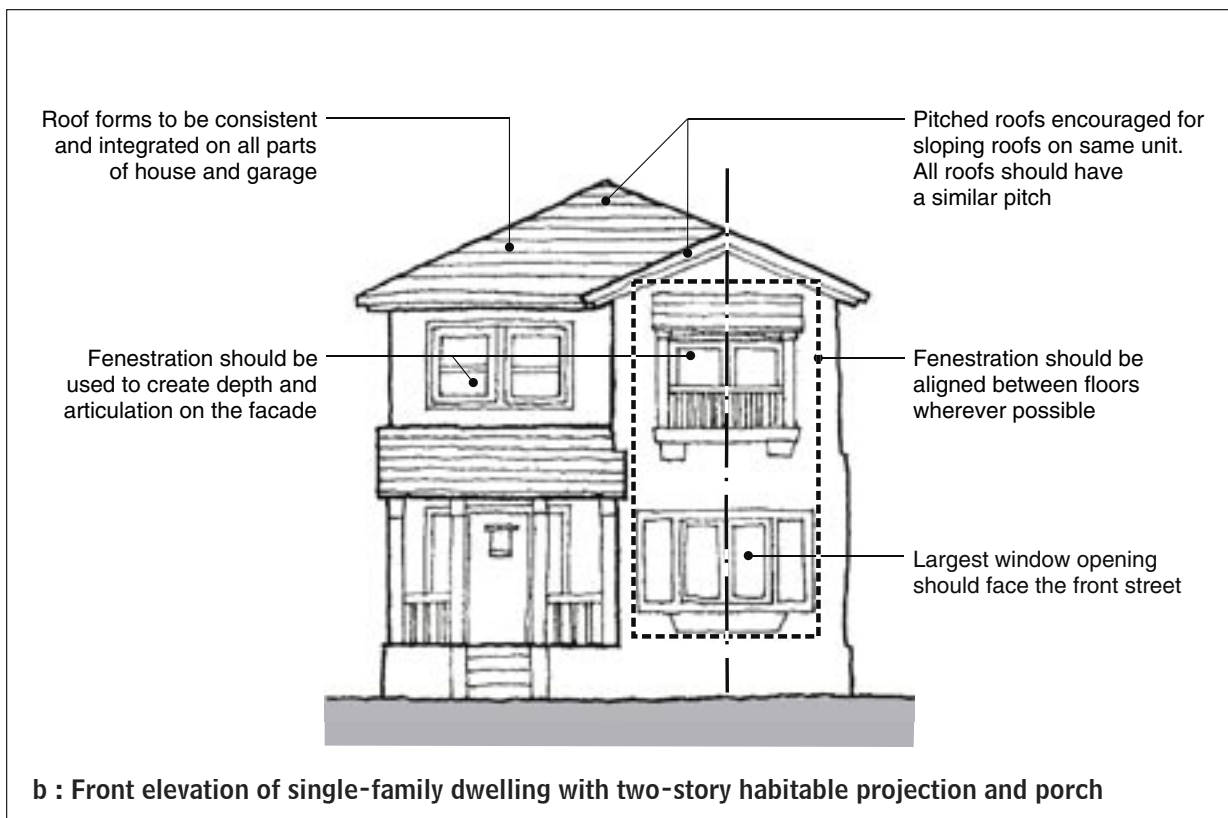 Roof forms to be consistent
and integrated on all parts
of house and garage
Pitched roofs encouraged for
sloping roofs on same unit.
All roofs should have
a similar pitch
Fenestration should be
used to create depth and
articulation on the facade
Fenestration should be
aligned between floors
wherever possible
Largest window opening
should face the front street
b : Front elevation of single-family dwelling with two-story habitable projection and porch